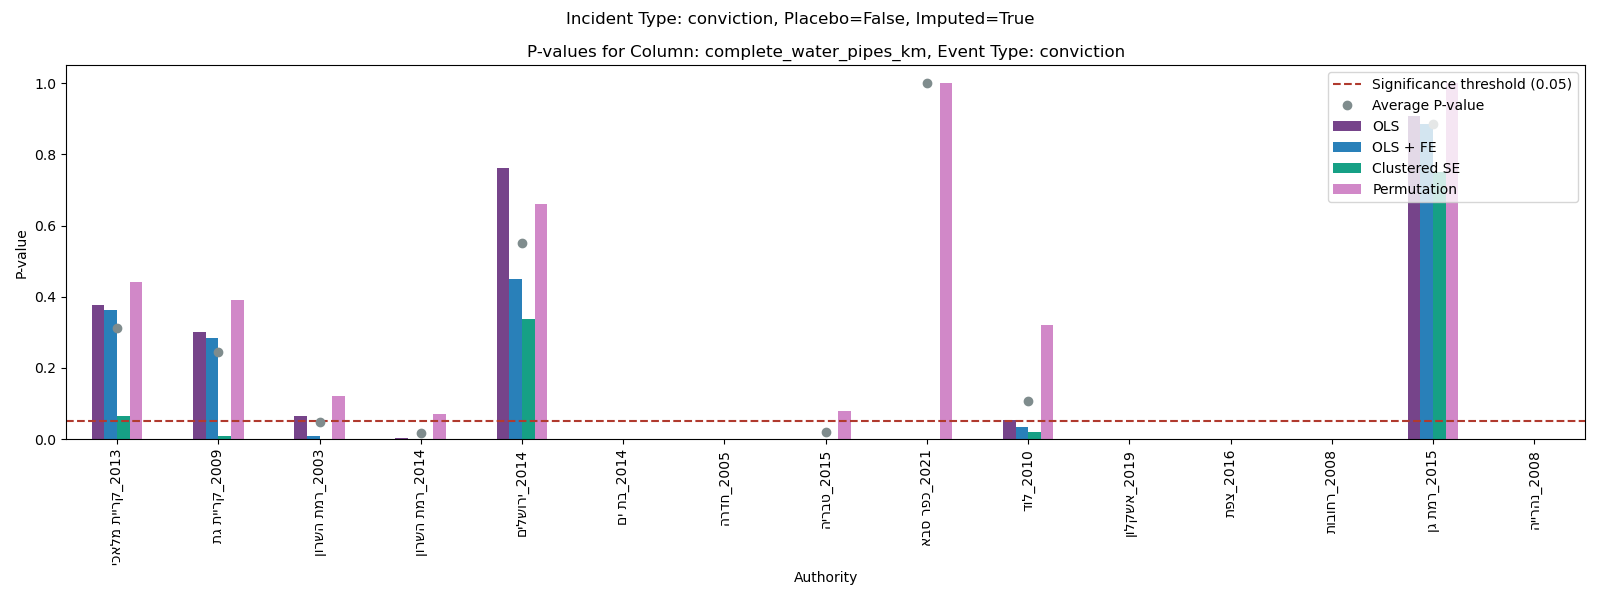 Incident Type: conviction, Placebo=False, Imputed=True
P-values for Column: complete_water_pipes_km, Event Type: conviction
P-value
1.0
0.8
0.6
0.4
0.2
0.0
Significance threshold (0.05)
Average P-value
OLS
OLS + FE
Clustered SE
Permutation
קריית מלאכי_2013
קריית גת_2009
רמת השרון_2003
רמת השרון_2014
ירושלים_2014
בת ים_2014
חדרה_2005
טבריה_2015
כפר סבא_2021
לוד_2010
אשקלון_2019
צפת_2016
רחובות_2008
רמת גן_2015
נהרייה_2008
Authority